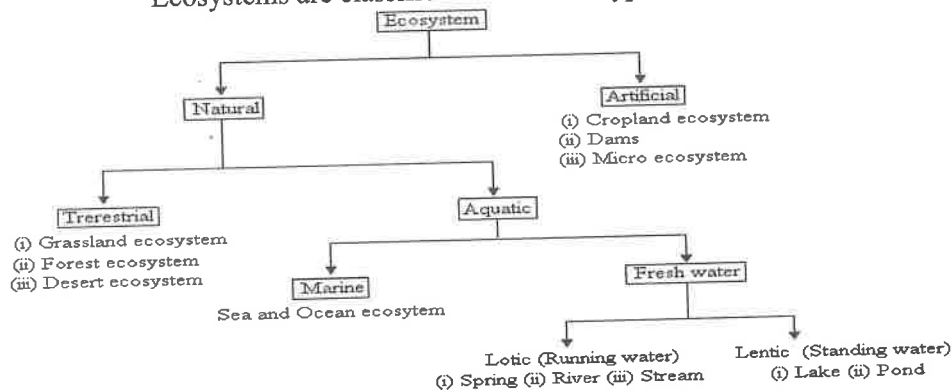 Ecosystems are
Ecosystem
Natural
Artificial
(i) Cropland ecosystem
(ii) Dams
(iii) Micro ecosystem
Trerestrial
(i) Grassland ecosystem
(ii) Forest ecosystem
(iii) Desert ecosystem
Aquatic
Marine
Sea and Ocean ecosytem
Fresh water
Lotic (Running water)
(i) Spring (ii) River (iii) Stream
Lentic (Standing water)
(i) Lake (ii) Pond